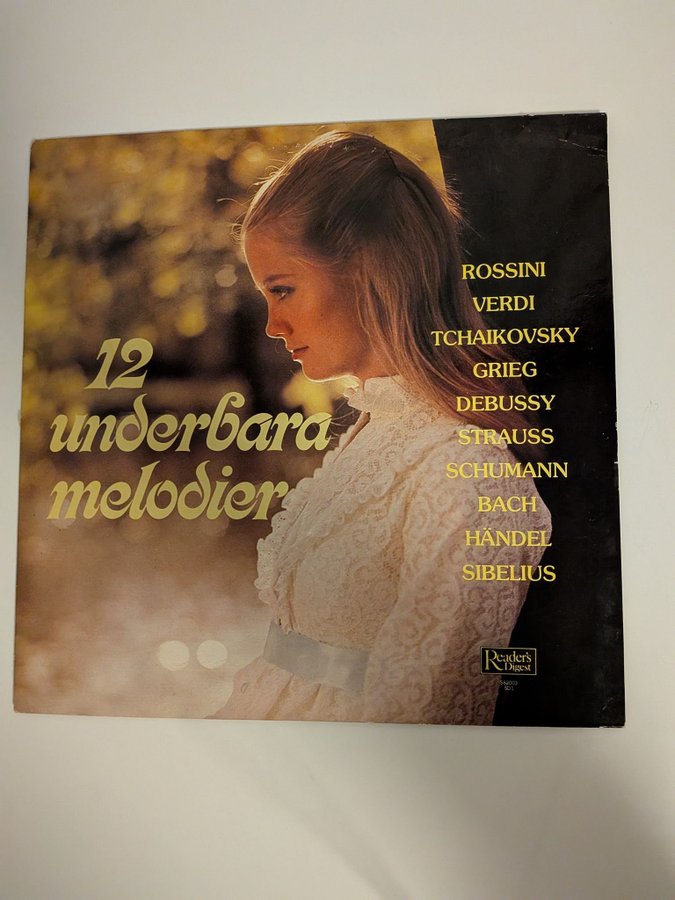 12
underbara
melodier
ROSSINI
VERDI
TCHAIKOVSKY
GRIEG
DEBUSSY
STRAUSS
SCHUMANN
BACH
HÄNDEL
SIBELIUS
Reader's
Digest